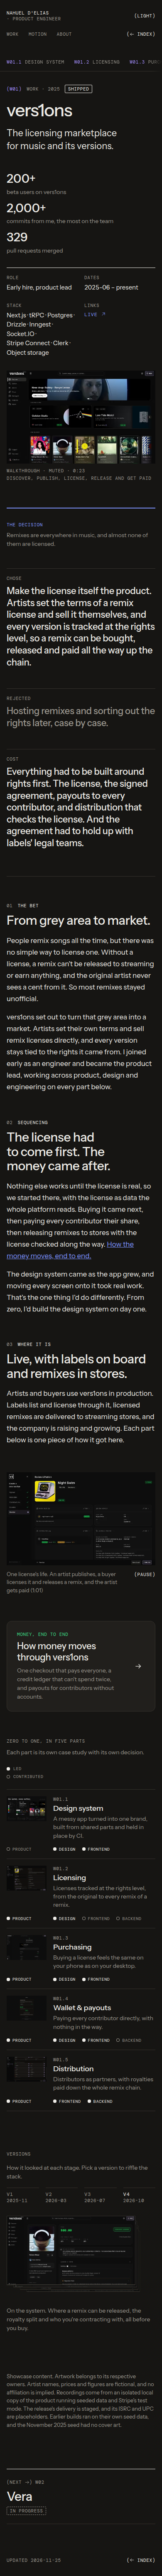 NAHUEL D'ELIAS
· PRODUCT ENGINEER
(LIGHT)
WORK MOTION ABOUT
(← INDEX)
W01.1 DESIGN SYSTEM W01.2 LICENSING W01.3
(W01) WORK · 2025 SHIPPED
vers1ons
The licensing marketplace
for music and its versions.
200+
beta users on vers1ons
2,000+
commits from me, the most on the team
329
pull requests merged
ROLE
Early hire, product lead
DATES
2025-06 – present
STACK
Next.js · tRPC · Postgres ·
Drizzle · Inngest ·
Socket.IO ·
Stripe Connect · Clerk ·
Object storage
LINKS
LIVE ↗
WALKTHROUGH · MUTED · 0:23
DISCOVER, PUBLISH, LICENSE, RELEASE AND GET PAID
THE DECISION
Remixes are everywhere in music, and almost none of
them are licensed.
CHOSE
Make the license itself the product.
Artists set the terms of a remix
license and sell it themselves, and
every version is tracked at the rights
level, so a remix can be bought,
released and paid all the way up the
chain.
REJECTED
Hosting remixes and sorting out the
rights later, case by case.
COST
Everything had to be built around
rights first. The license, the signed
agreement, payouts to every
contributor, and distribution that
checks the license. And the
agreement had to hold up with
labels' legal teams.
01 THE BET
From grey area to market.
People remix songs all the time, but there was
no simple way to license one. Without a license,
a remixer couldn't release it on streaming
or earn anything, and the original artist never
sees a cent from it. So most remixes stayed
unofficial.
vers1ons set out to turn that grey area into a
market. Artists set their own terms and sell
remix licenses directly, and every version
stays tied to the rights it came from. I joined
early as an engineer and became the product
lead, working across product, design and
engineering on every part below.
02 SEQUENCING
The license had
to come first. The
money came after.
Nothing else works until the license is real, so
we started there, with the license as data the
whole platform reads. Buying it came next,
then paying every contributor their share,
then releasing remixes to stores with the
license checked along the way. How the
money moves, end to end.
The design system came as the app grew, and
moving every screen onto it took real work.
That's the one thing I'd do differently. From
zero, I'd build the design system on day one.
03 WHERE IT IS
Live, with labels on board
and remixes in stores.
Artists and buyers use vers1ons in production.
Labels list and license through it, licensed
remixes are delivered to streaming stores, and
the company is raising and growing. Each part
below is one piece of how it got here.
One license's life. An artist publishes, a buyer
licenses it and releases a remix, and the artist
gets paid (1:01)
(PAUSE)
MONEY, END TO END
How money moves
through vers1ons
One checkout that pays everyone, a
credit ledger that can't spend twice,
and payouts for contributors without
accounts.
→
ZERO TO ONE, IN FIVE PARTS
Each part is its own case study with its own decision.
LED
CONTRIBUTED
W01.1
Design system
A messy app turned into one brand,
built from shared parts and held in
place by CI.
PRODUCT DESIGN FRONTEND
W01.2
Licensing
Licenses tracked at the rights level,
from the original to every remix of a
remix.
PRODUCT DESIGN FRONTEND BACKEND
W01.3
Purchasing
Buying a license feels the same on
your phone as on your desktop.
PRODUCT DESIGN FRONTEND
W01.4
Wallet & payouts
Paying every contributor directly, with
nothing in the way.
PRODUCT DESIGN FRONTEND BACKEND
W01.5
Distribution
Distributors as partners, with royalties
paid down the whole remix chain.
PRODUCT FRONTEND BACKEND
VERSIONS
How it looked at each stage. Pick a version to riffle the
stack.
V1 V2 V3 V4
2025-11 2026-03 2026-07 2026-10
On the system. Where a remix can be released, the
royalty split and who you're contracting with, all before
you buy.
Showcase content. Artwork belongs to its respective
owners. Artist names, prices and figures are fictional, and no
affiliation is implied. Recordings come from an isolated local
copy of the product running seeded data and Stripe's test
mode. The release's delivery is staged, and its ISRC and UPC
are placeholders. Earlier builds ran on their own seed data,
and the November 2025 seed had no cover art.
(NEXT →) W02
Vera
IN PROGRESS
UPDATED 2026-11-25
(← INDEX)